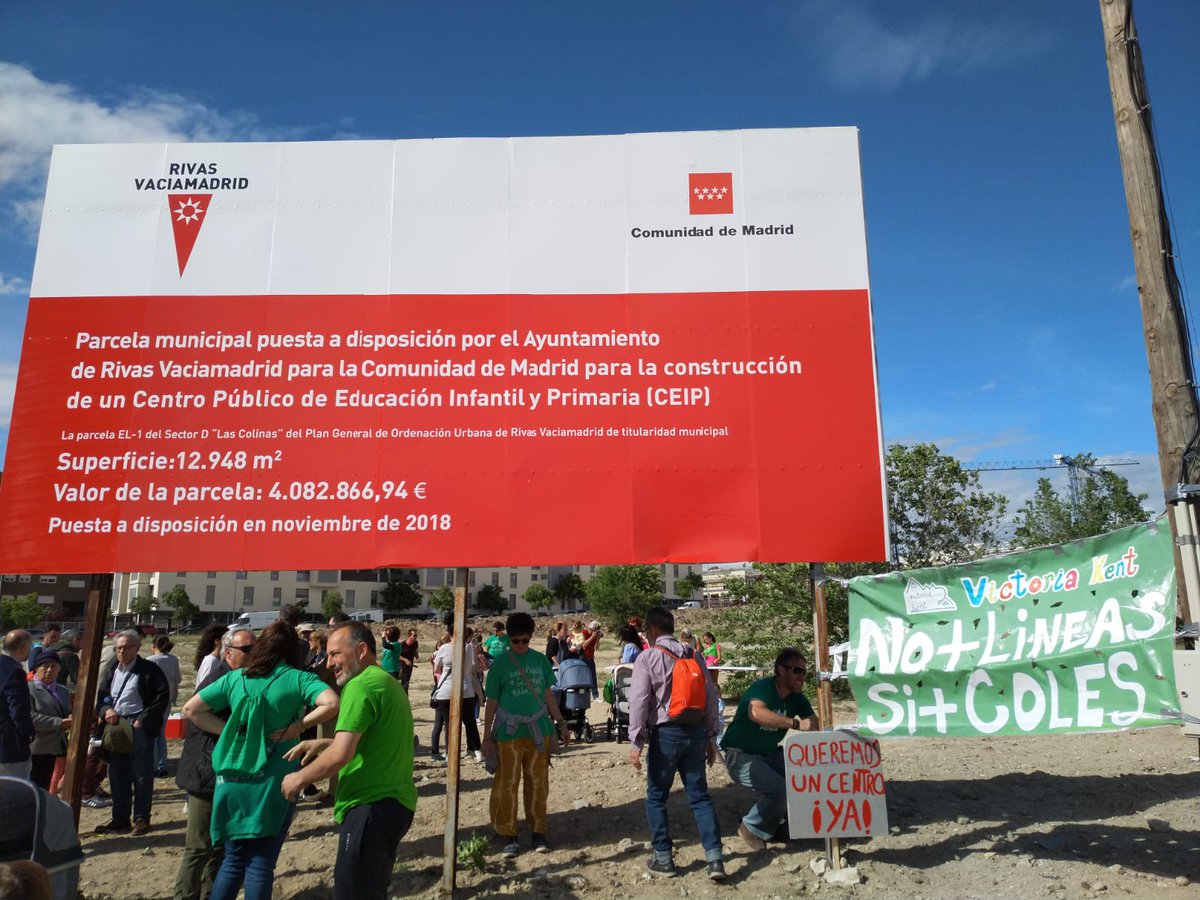 RIVAS
VACIAMADRID
Comunidad de Madrid
Parcela municipal puesta a disposición por el Ayuntamiento
de Rivas Vaciamadrid para la Comunidad de Madrid para la construcción
de un Centro Público de Educación Infantil y Primaria (CEIP)
La parcela EL-1 del Sector D "Las Colinas" del Plan General de Ordenación Urbana de Rivas Vaciamadrid de titularidad municipal
Superficie:12.948 m²
Valor de la parcela: 4.082.866,94 €
Puesta a disposición en noviembre de 2018
Victoria Kent
No+LiNEAS
Si+COLES
QUEREMOS
UN CENTRO
¡YA!